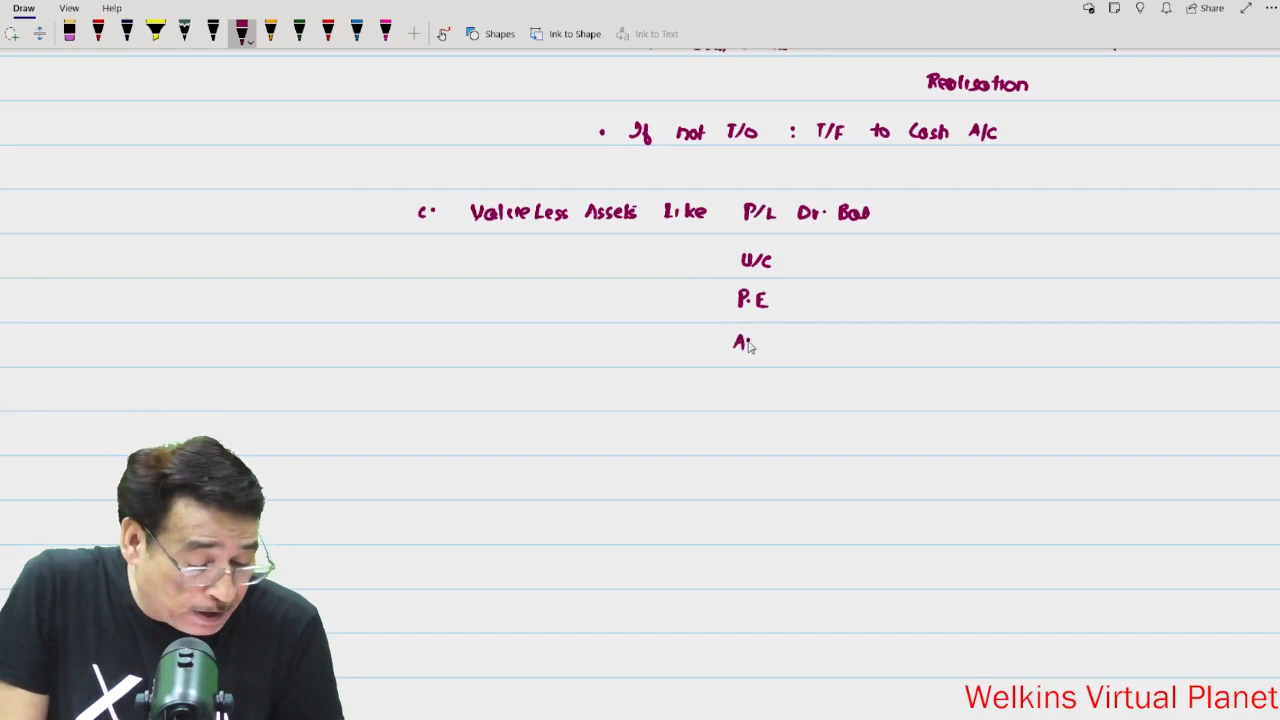 Draw View Help Share
Shapes Ink to Shape Ink to Text
Realisation
• If not T/O : T/F to Cash A/C
c. ValueLess Assets Like P/L Dr. Bal
U/C
P.E
A.
Welkins Virtual Planet